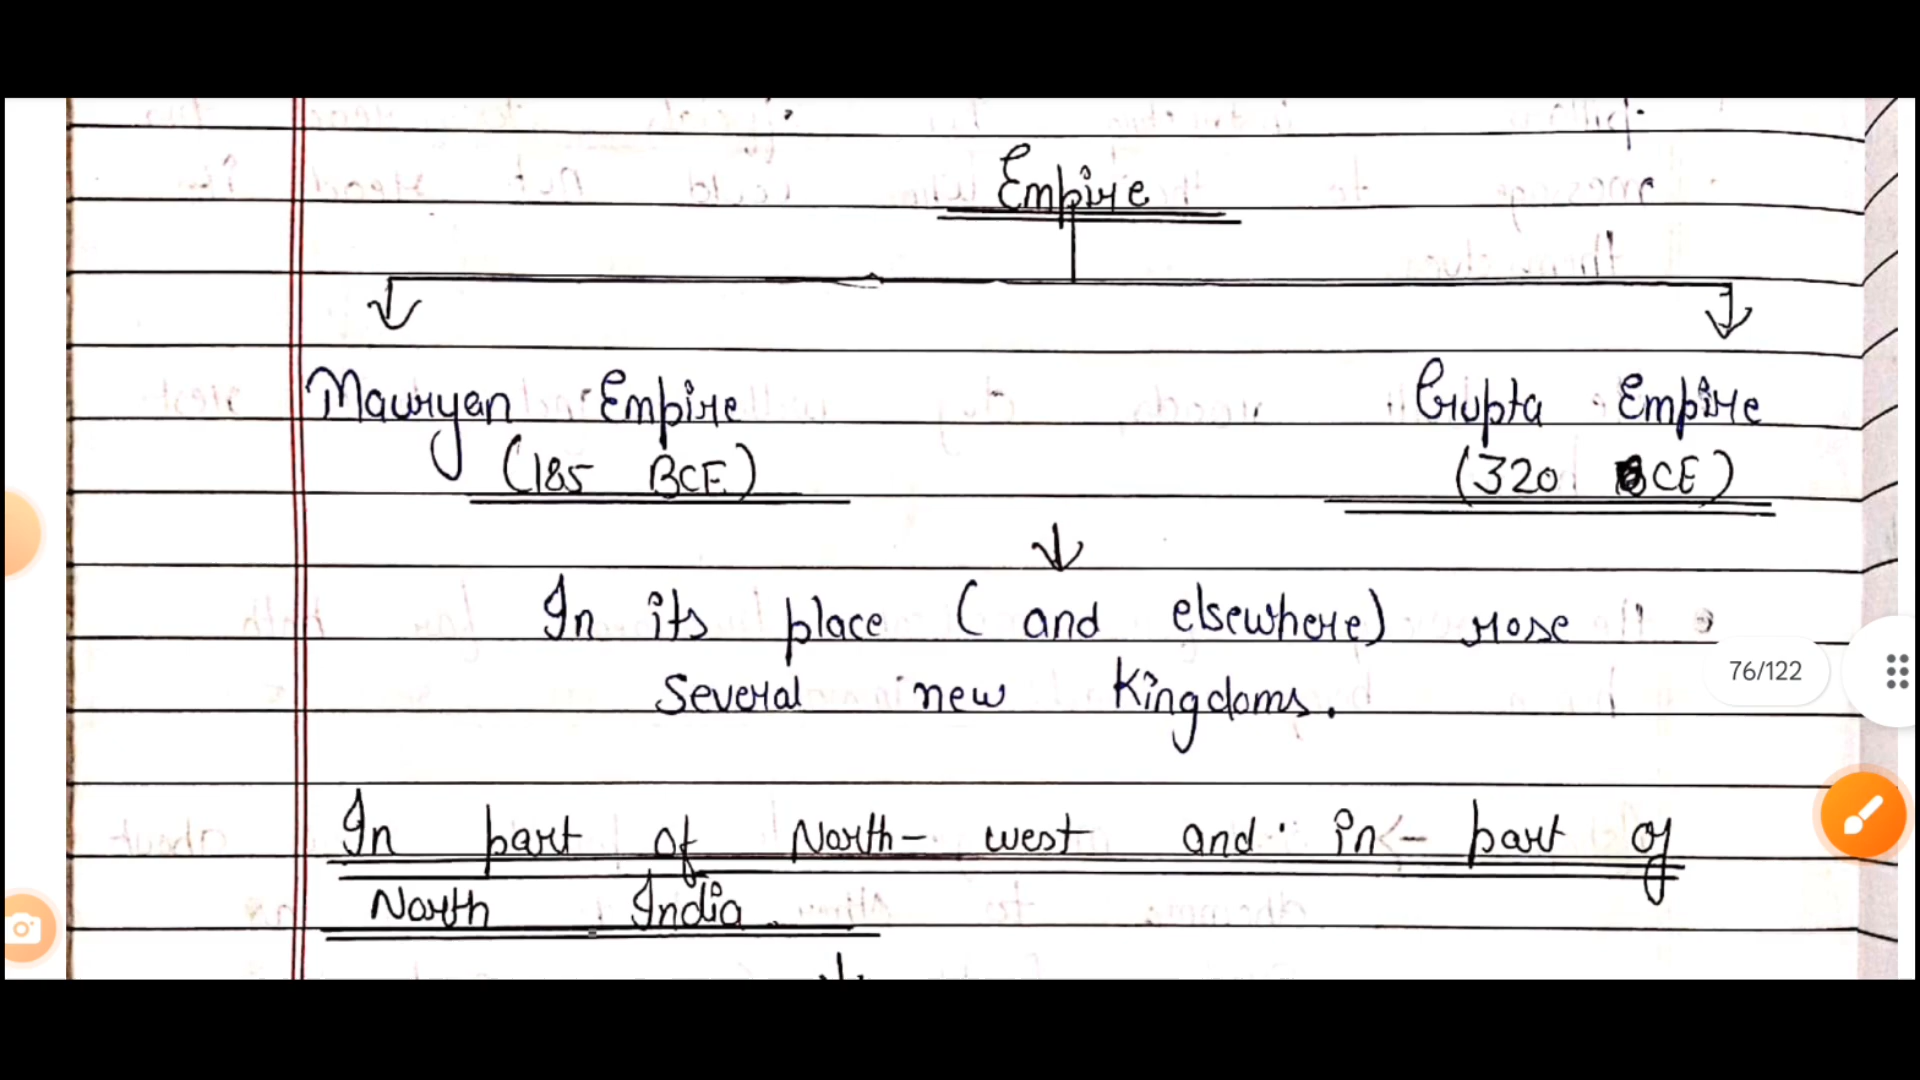 Empire
Mauryan Empire
Gupta Empire
(185 BCE)
(320 BCE)
In its place (and elsewhere) rose
several new Kingdoms.
76/122
In part of North-west and in-part of
North India.